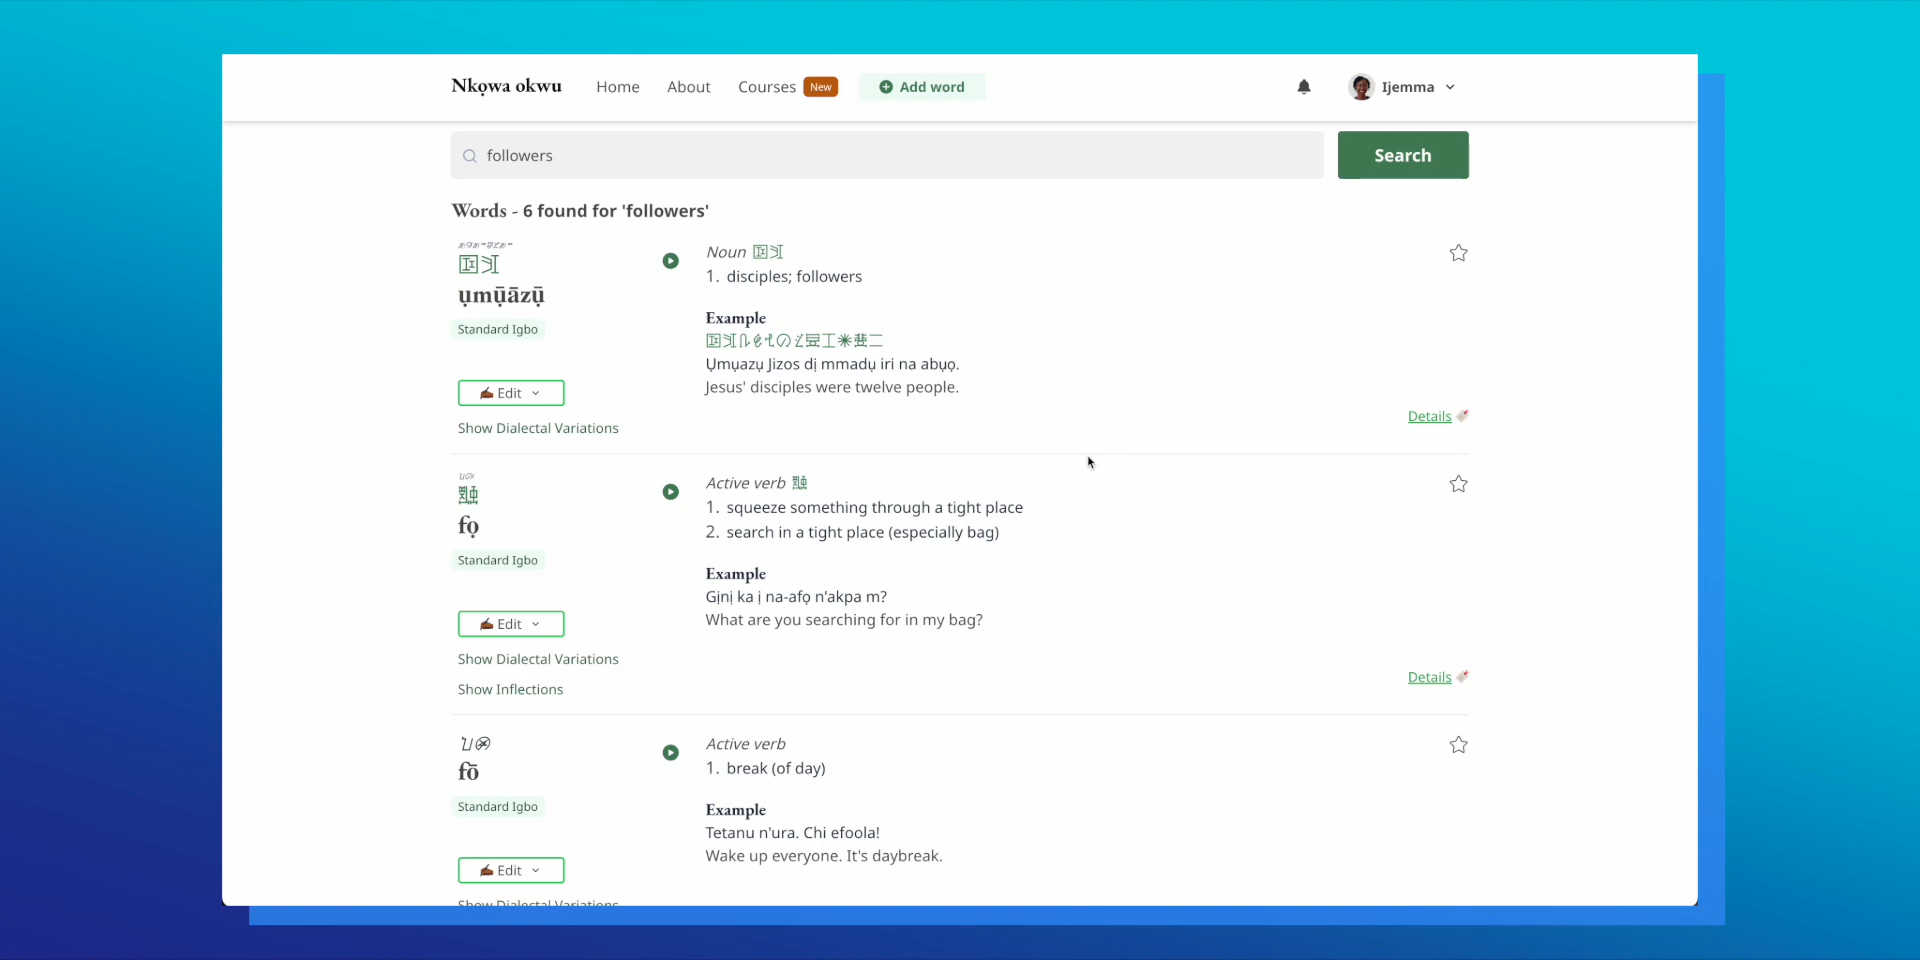 Nkọwa okwu
Home
About
Courses
New
Add word
Ijemma
followers
Search
Words - 6 found for 'followers'
ụmụ̄āzụ̄
Standard Igbo
Edit
Show Dialectal Variations
Noun
1. disciples; followers
Example
Ụmụazụ Jizos dị mmadụ iri na abụọ.
Jesus' disciples were twelve people.
Details
fọ
Standard Igbo
Edit
Show Dialectal Variations
Show Inflections
Active verb
1. squeeze something through a tight place
2. search in a tight place (especially bag)
Example
Gịnị ka ị na-afọ n'akpa m?
What are you searching for in my bag?
Details
fō
Standard Igbo
Edit
Show Dialectal Variations
Active verb
1. break (of day)
Example
Tetanu n'ura. Chi efoola!
Wake up everyone. It's daybreak.